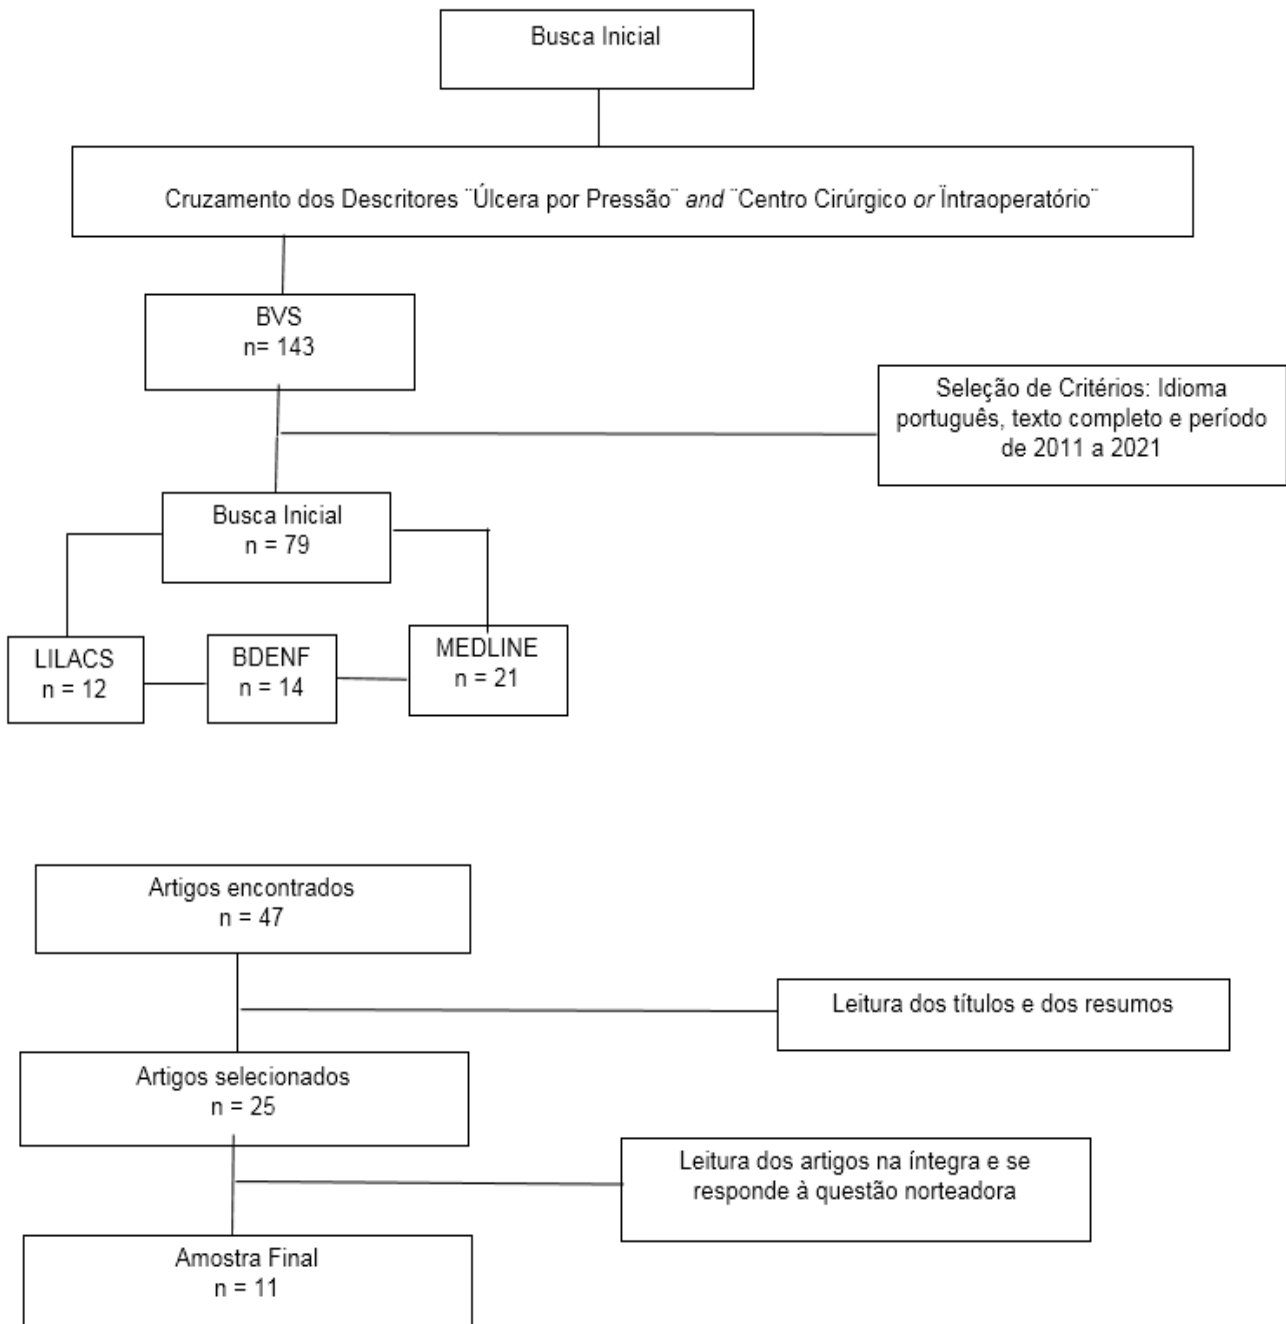 Busca Inicial
Cruzamento dos Descritores ¨Úlcera por Pressão¨ and ¨Centro Cirúrgico or Ïntraoperatório¨
BVS
n= 143
Seleção de Critérios: Idioma
português, texto completo e período
de 2011 a 2021
Busca Inicial
n = 79
LILACS
n = 12
BDENF
n = 14
MEDLINE
n = 21
Artigos encontrados
n = 47
Leitura dos títulos e dos resumos
Artigos selecionados
n = 25
Leitura dos artigos na íntegra e se
responde à questão norteadora
Amostra Final
n = 11